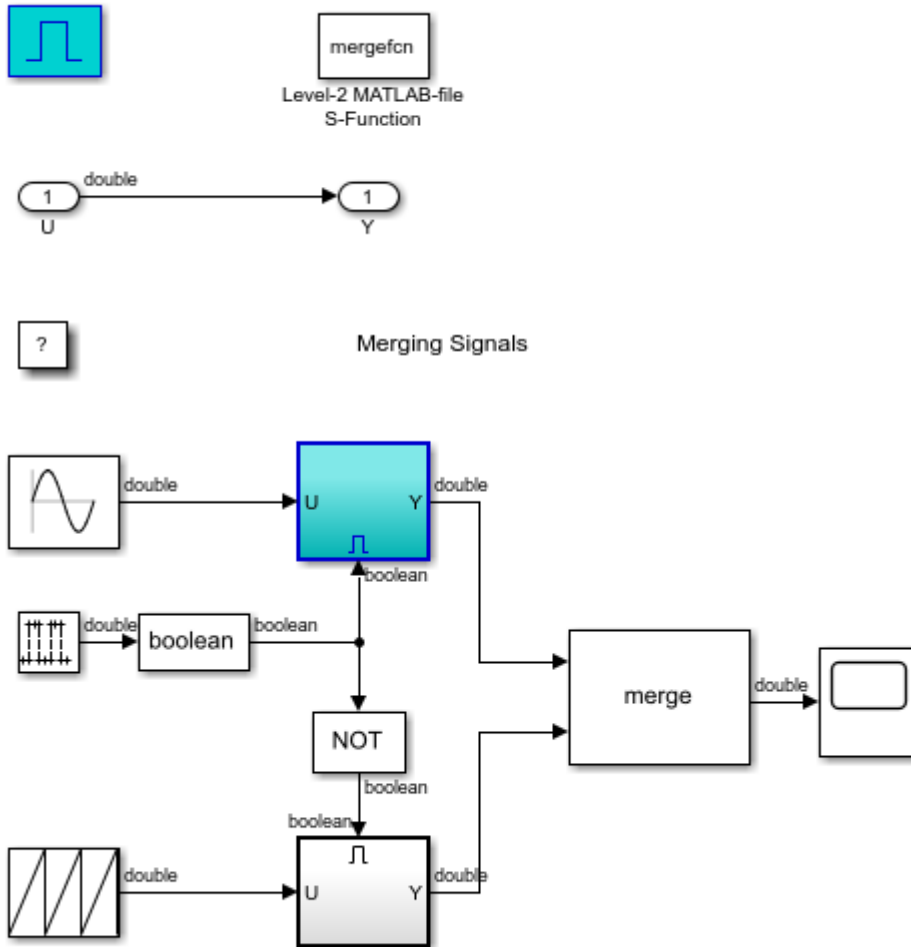 mergefcn
Level-2 MATLAB-file
S-Function
double
1
1
U
Y
?
Merging Signals
double
U
Y
double
boolean
double
boolean
boolean
merge
double
NOT
boolean
boolean
double
U
Y
double